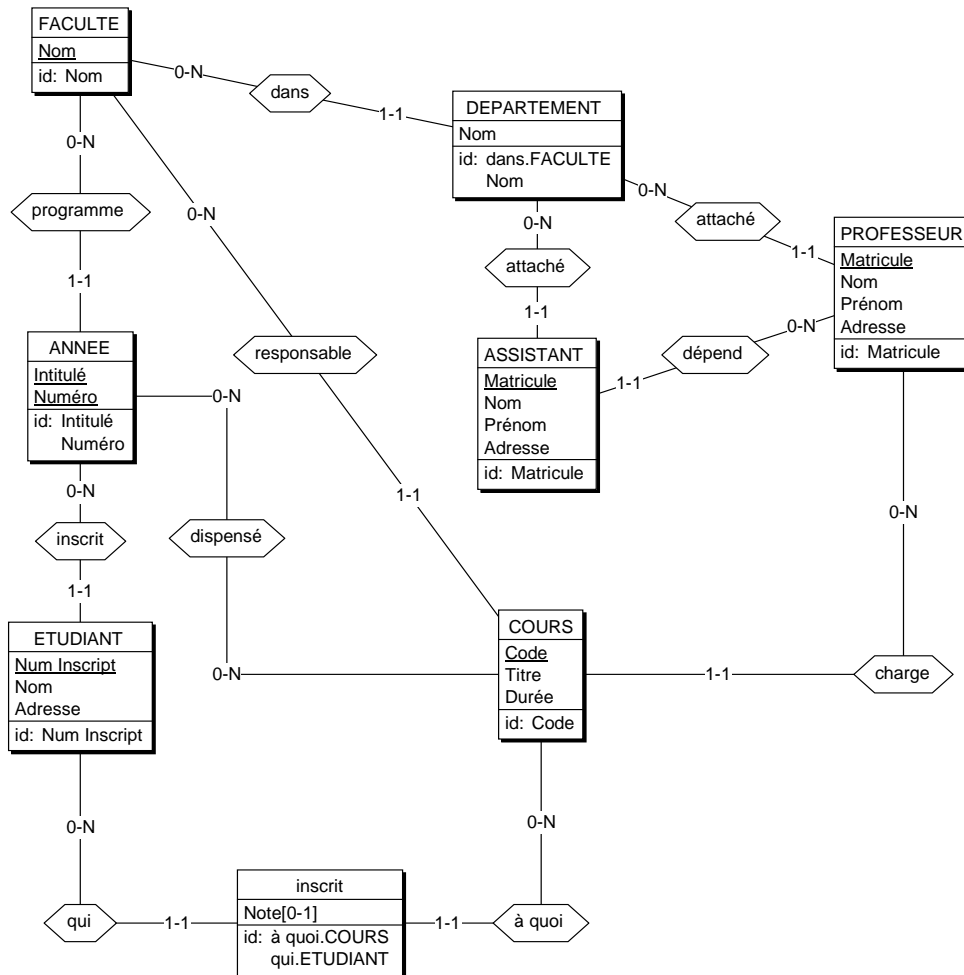 FACULTE
Nom
id: Nom
0-N
dans
1-1
DEPARTEMENT
Nom
id: dans.FACULTE
Nom
0-N
programme
1-1
0-N
responsable
1-1
0-N
attaché
1-1
0-N
attaché
1-1
PROFESSEUR
Matricule
Nom
Prénom
Adresse
id: Matricule
ANNEE
Intitulé
Numéro
id: Intitulé
Numéro
ASSISTANT
Matricule
Nom
Prénom
Adresse
id: Matricule
1-1
dépend
0-N
0-N
dispensé
0-N
0-N
inscrit
1-1
ETUDIANT
Num Inscript
Nom
Adresse
id: Num Inscript
COURS
Code
Titre
Durée
id: Code
1-1
charge
0-N
0-N
qui
1-1
inscrit
Note[0-1]
id: à quoi.COURS
qui.ETUDIANT
1-1
à quoi
0-N